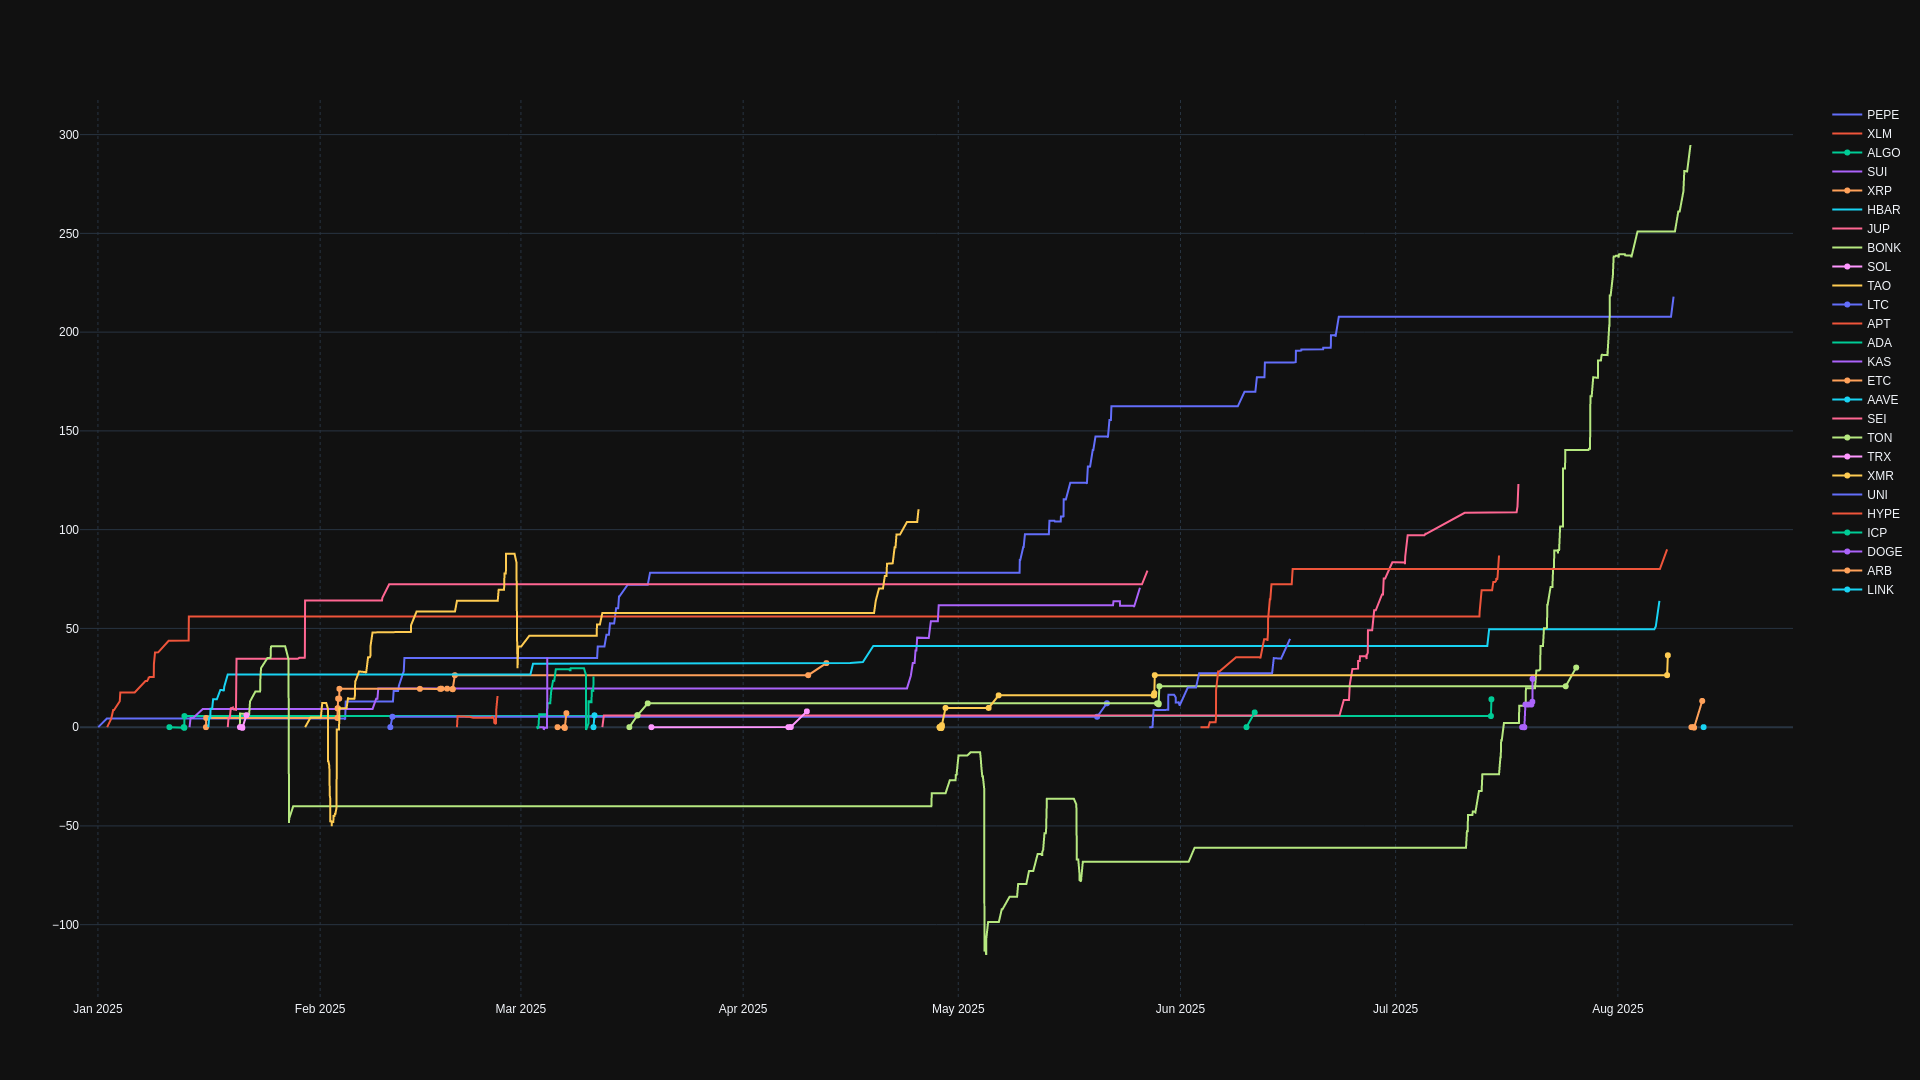 300
250
200
150
100
50
0
−50
−100
Jan 2025 Feb 2025 Mar 2025 Apr 2025 May 2025 Jun 2025 Jul 2025 Aug 2025
PEPE
XLM
ALGO
SUI
XRP
HBAR
JUP
BONK
SOL
TAO
LTC
APT
ADA
KAS
ETC
AAVE
SEI
TON
TRX
XMR
UNI
HYPE
ICP
DOGE
ARB
LINK